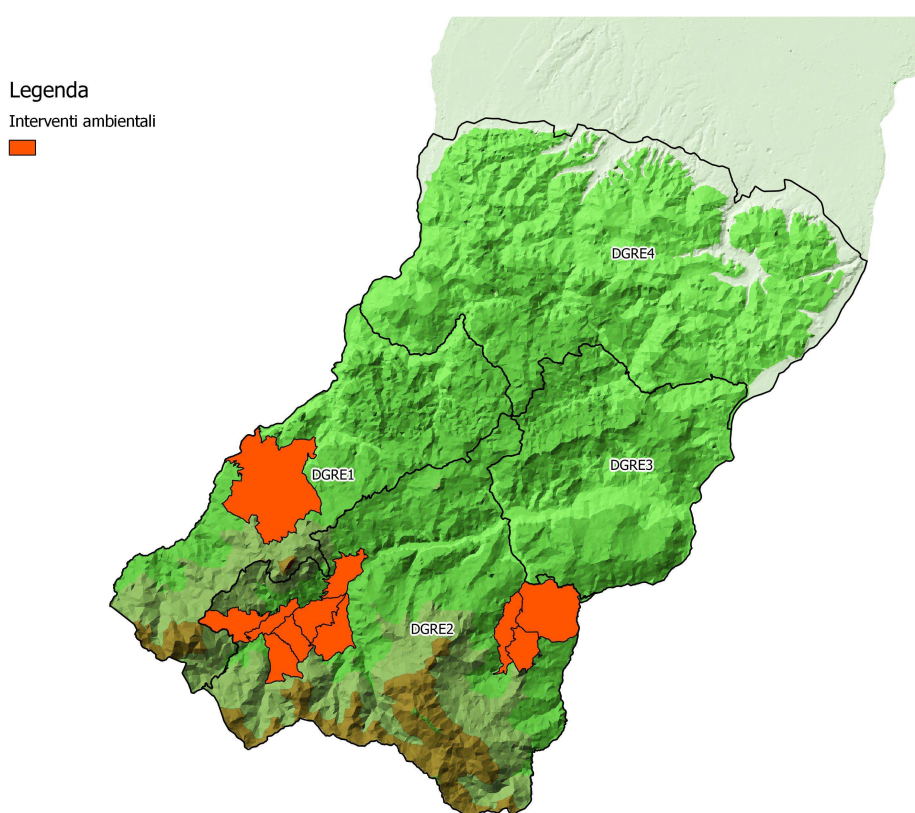 Legenda
Interventi ambientali
DGRE4
DGRE1
DGRE3
DGRE2